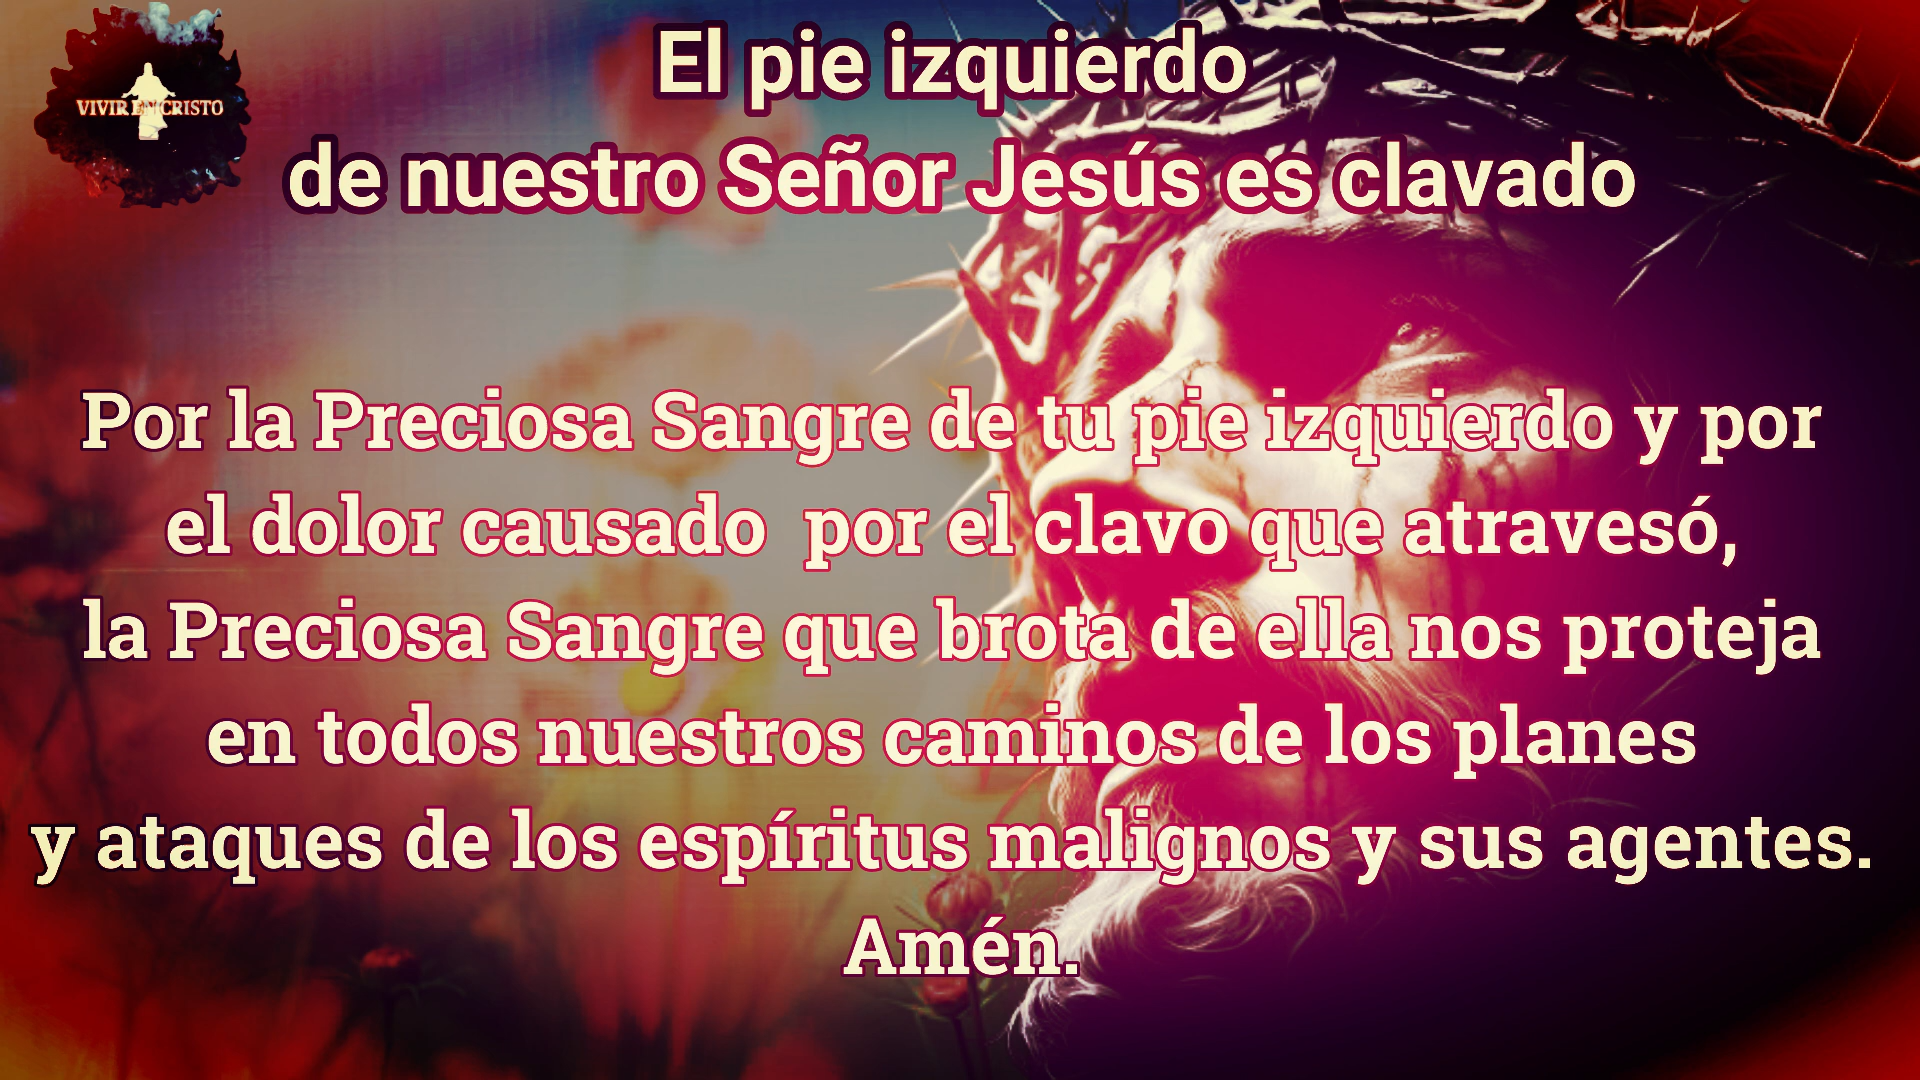 VIVIR EN CRISTO
El pie izquierdo
de nuestro Señor Jesús es clavado
Por la Preciosa Sangre de tu pie izquierdo y por
el dolor causado  por el clavo que atravesó,
la Preciosa Sangre que brota de ella nos proteja
en todos nuestros caminos de los planes
y ataques de los espíritus malignos y sus agentes.
Amén.